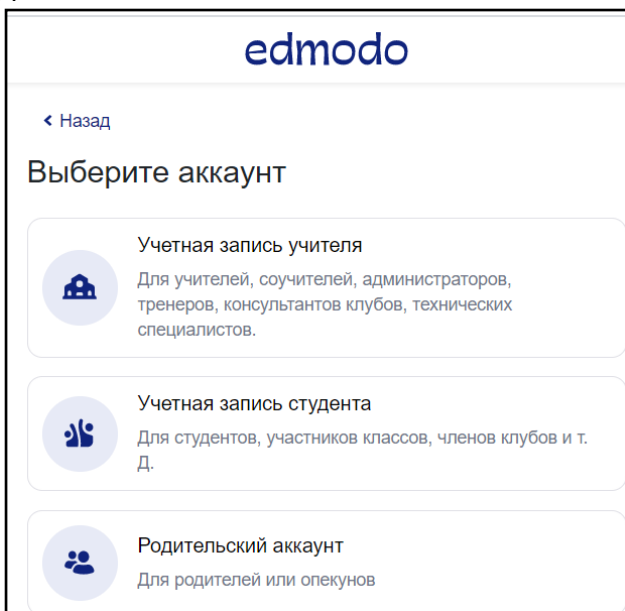 edmodo
Назад
Выберите аккаунт
Учетная запись учителя
Для учителей, соучителей, администраторов,
тренеров, консультантов клубов, технических
специалистов.
Учетная запись студента
Для студентов, участников классов, членов клубов и т.
Д.
Родительский аккаунт
Для родителей или опекунов